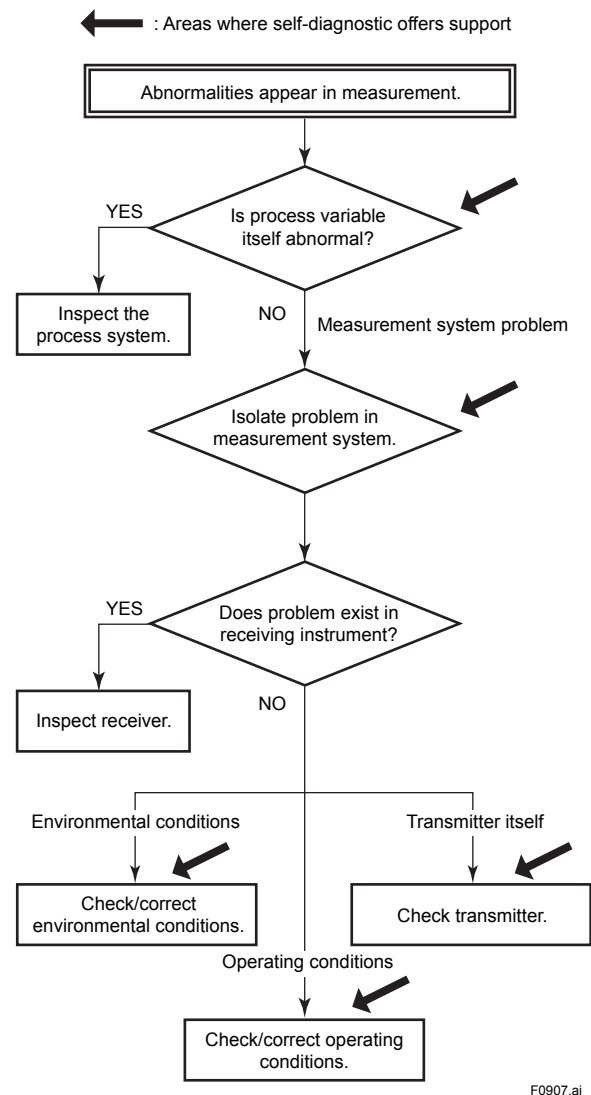 : Areas where self-diagnostic offers support
Abnormalities appear in measurement.
YES
Is process variable
itself abnormal?
Inspect the
process system.
NO
Measurement system problem
Isolate problem in
measurement system.
YES
Does problem exist in
receiving instrument?
Inspect receiver.
NO
Environmental conditions
Transmitter itself
Check/correct
environmental conditions.
Check transmitter.
Operating conditions
Check/correct operating
conditions.
F0907.ai